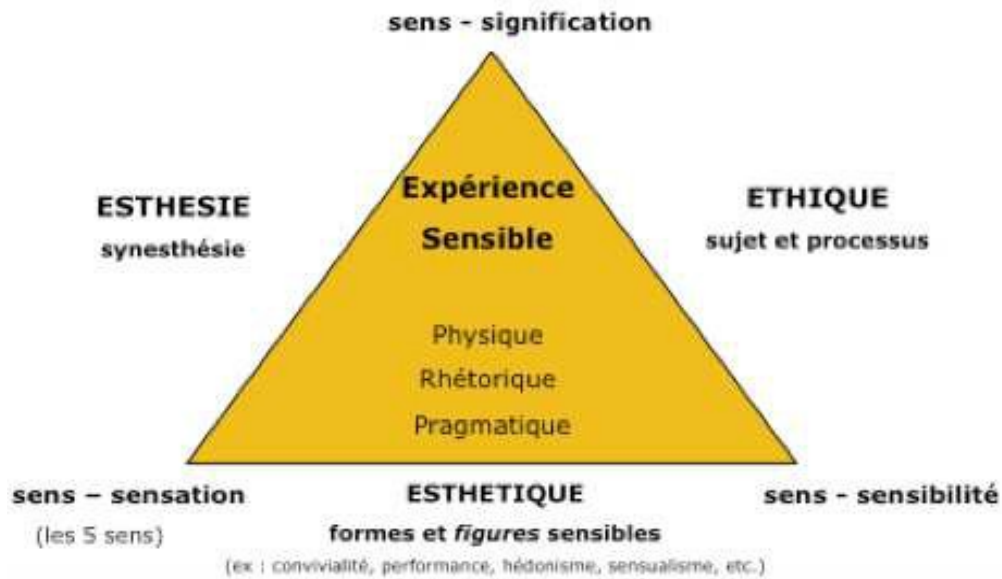 sens - signification
Expérience
Sensible
ESTHESIE
synesthésie
ETHIQUE
sujet et processus
Physique
Rhétorique
Pragmatique
sens – sensation
(les 5 sens)
ESTHETIQUE
formes et figures sensibles
(ex : convivialité, performance, hédonisme, sensualisme, etc.)
sens - sensibilité